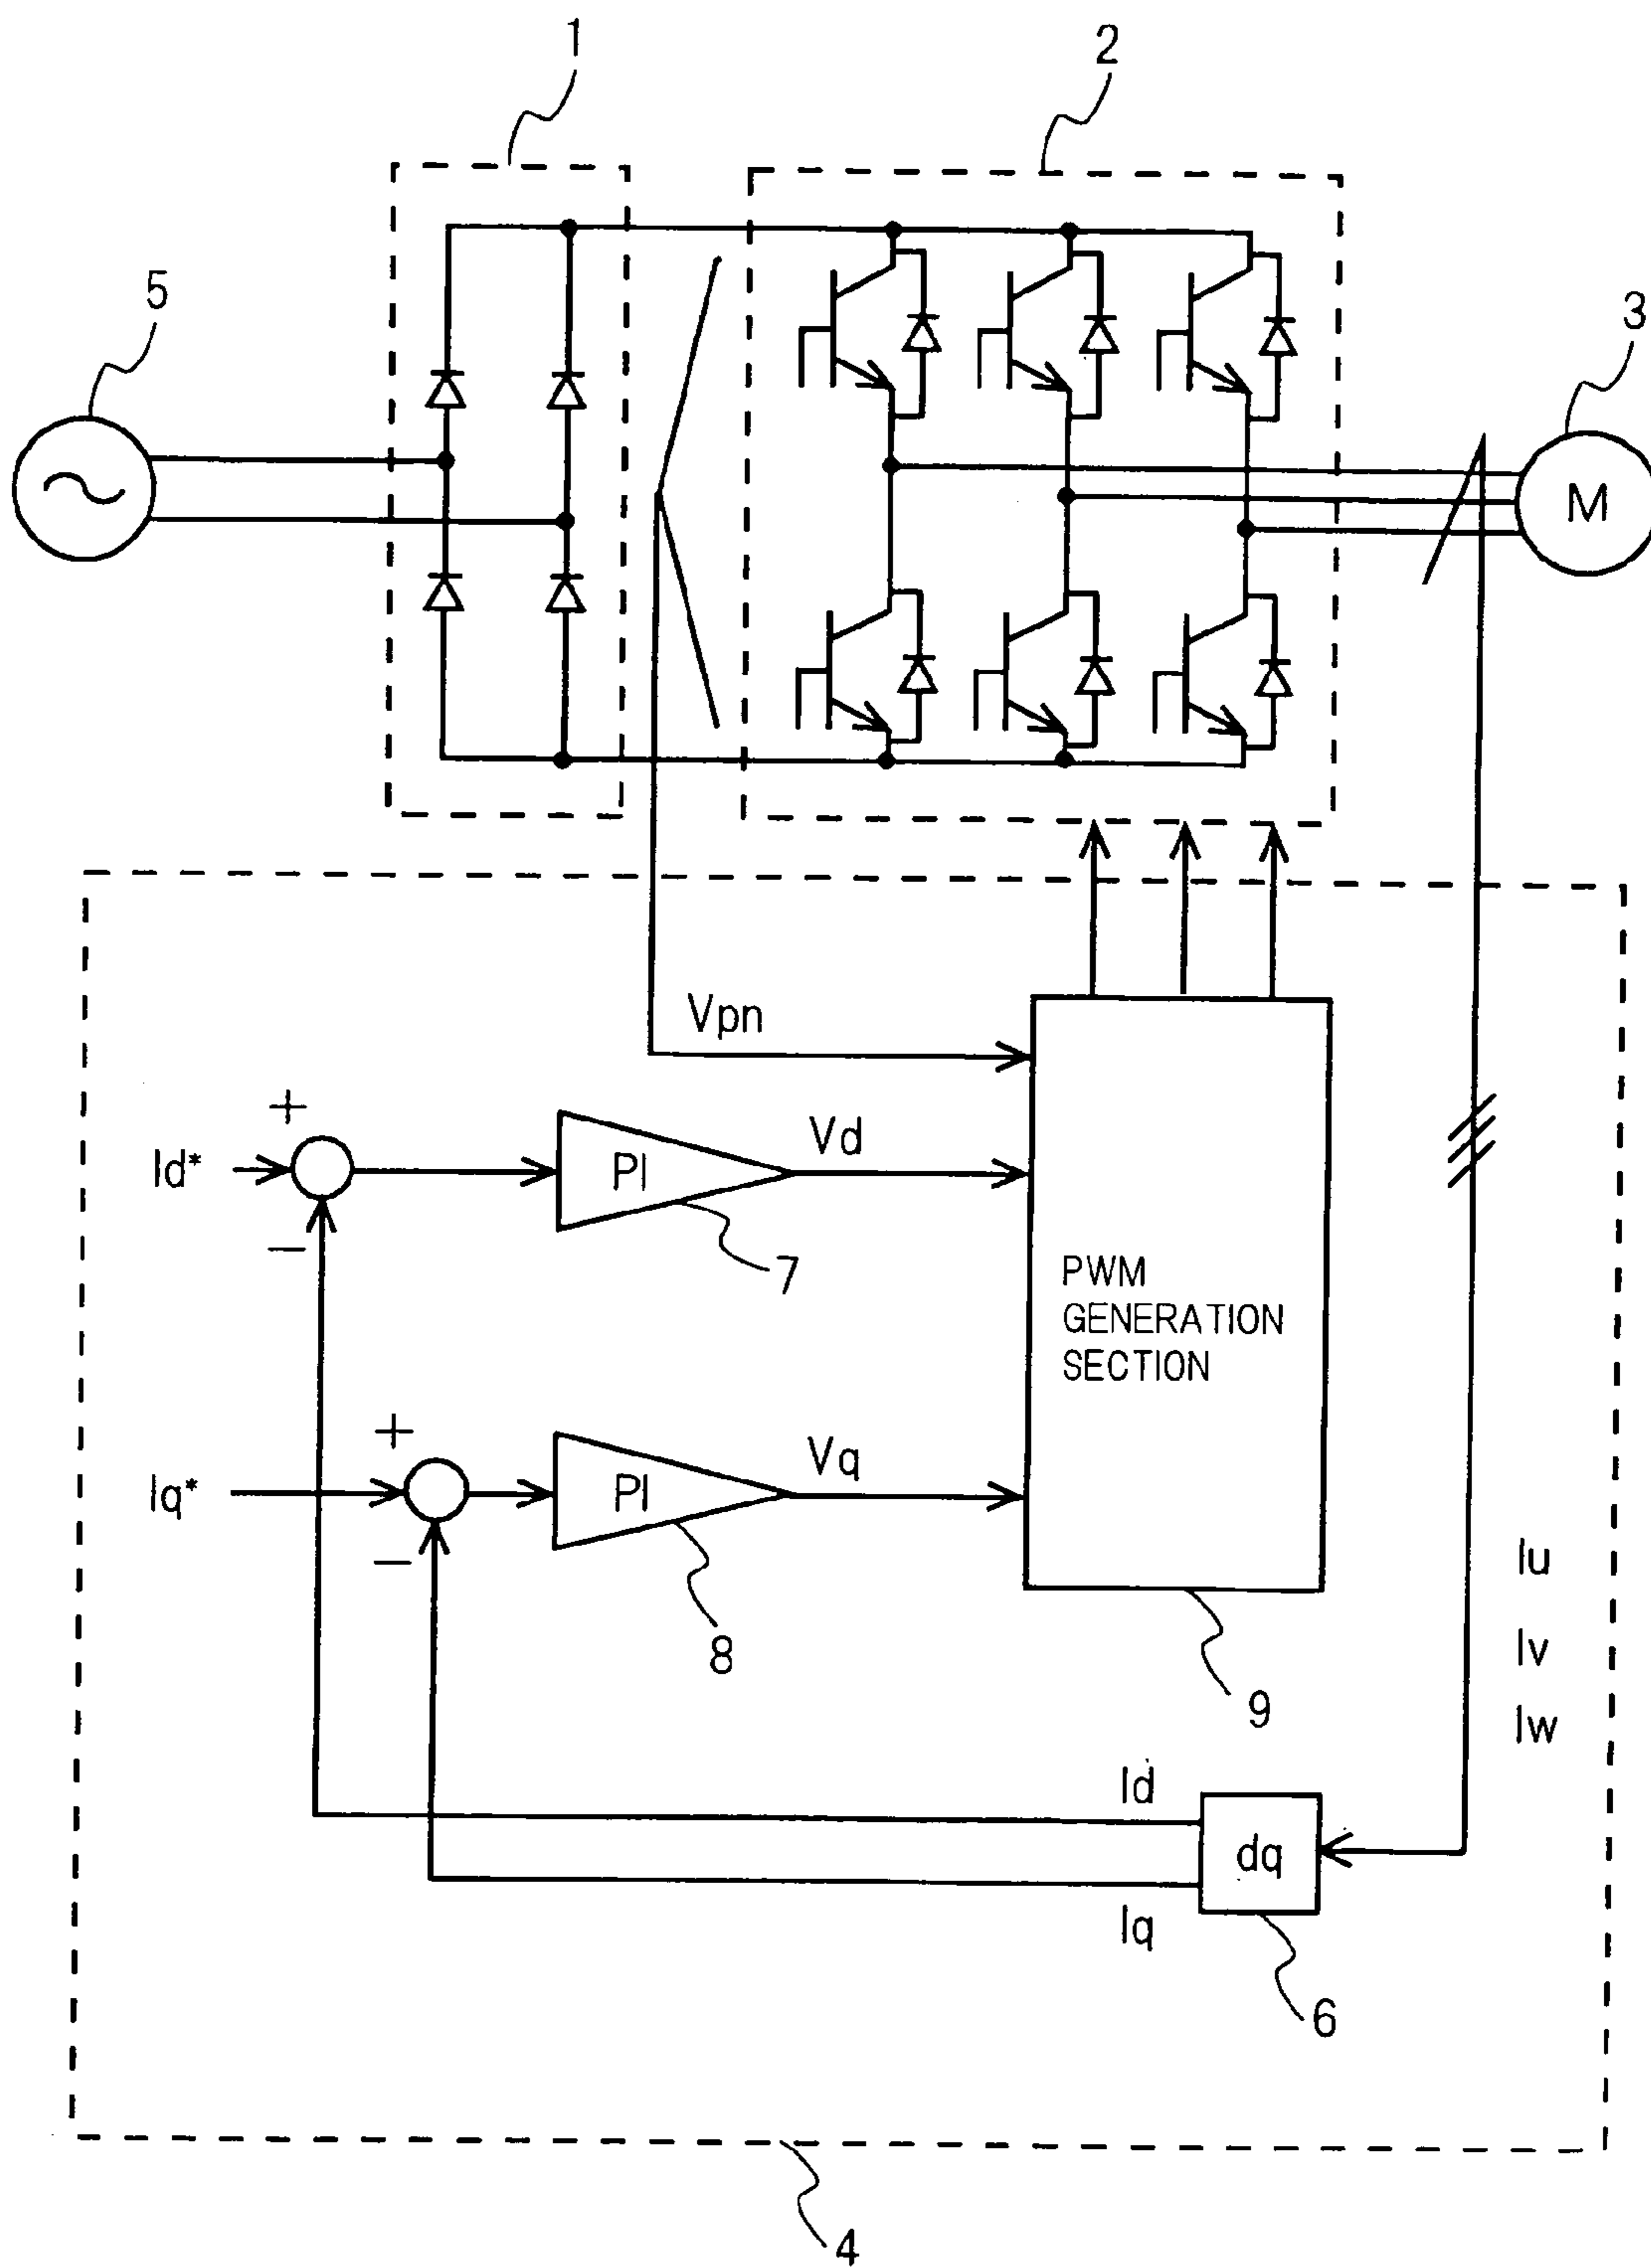 1
2
5
3
M
Vpn
+
Id*
−
PI
Vd
7
PWM
GENERATION
SECTION
+
Iq*
−
PI
Vq
8
9
Iu
Iv
Iw
Id
dq
Iq
6
4